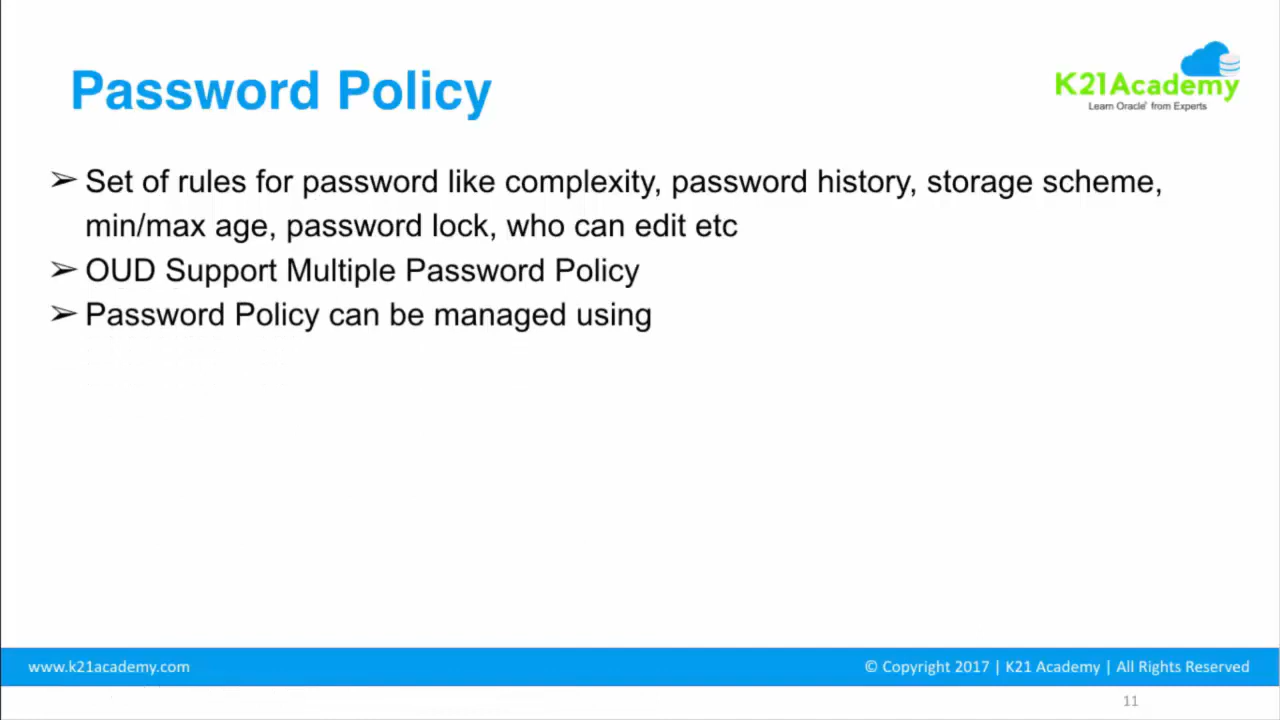 Password Policy
K21Academy
Learn Oracle' from Experts
➢ Set of rules for password like complexity, password history, storage scheme,
min/max age, password lock, who can edit etc
➢ OUD Support Multiple Password Policy
➢ Password Policy can be managed using
www.k21academy.com
© Copyright 2017 | K21 Academy | All Rights Reserved
11